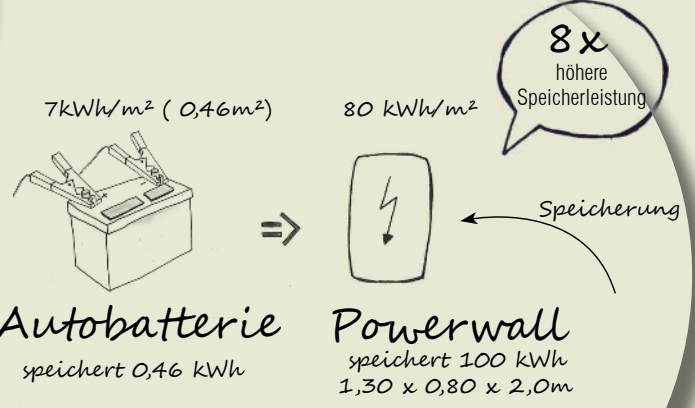 8x
höhere
Speicherleistung
7kWh/m² ( 0,46m²)
80 kWh/m²
Speicherung
=>
Autobatterie
speichert 0,46 kWh
Powerwall
speichert 100 kWh
1,30 x 0,80 x 2,0m